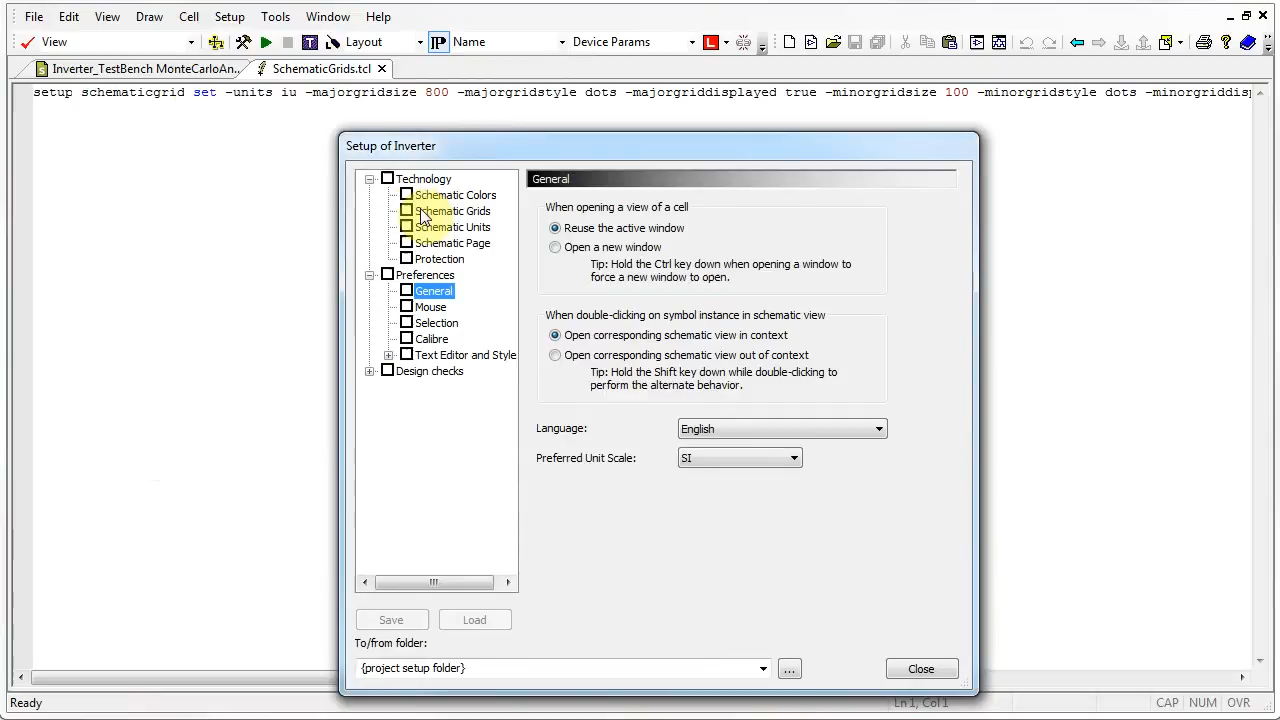 File Edit View Draw Cell Setup Tools Window Help
View Layout IP Name Device Params L
Inverter_TestBench MonteCarloAn... SchematicGrids.tcl
setup schematicgrid set -units iu -majorgridsize 800 -majorgridstyle dots -majorgriddisplayed true -minorgridsize 100 -minorgridstyle dots -minorgriddisp
Setup of Inverter
Technology
Schematic Colors
Schematic Grids
Schematic Units
Schematic Page
Protection
Preferences
General
Mouse
Selection
Calibre
Text Editor and Style
Design checks
General
When opening a view of a cell
Reuse the active window
Open a new window
Tip: Hold the Ctrl key down when opening a window to
force a new window to open.
When double-clicking on symbol instance in schematic view
Open corresponding schematic view in context
Open corresponding schematic view out of context
Tip: Hold the Shift key down while double-clicking to
perform the alternate behavior.
Language: English
Preferred Unit Scale: SI
Save Load
To/from folder:
{project setup folder} ... Close
Ready Ln 1, Col 1 CAP NUM OVR